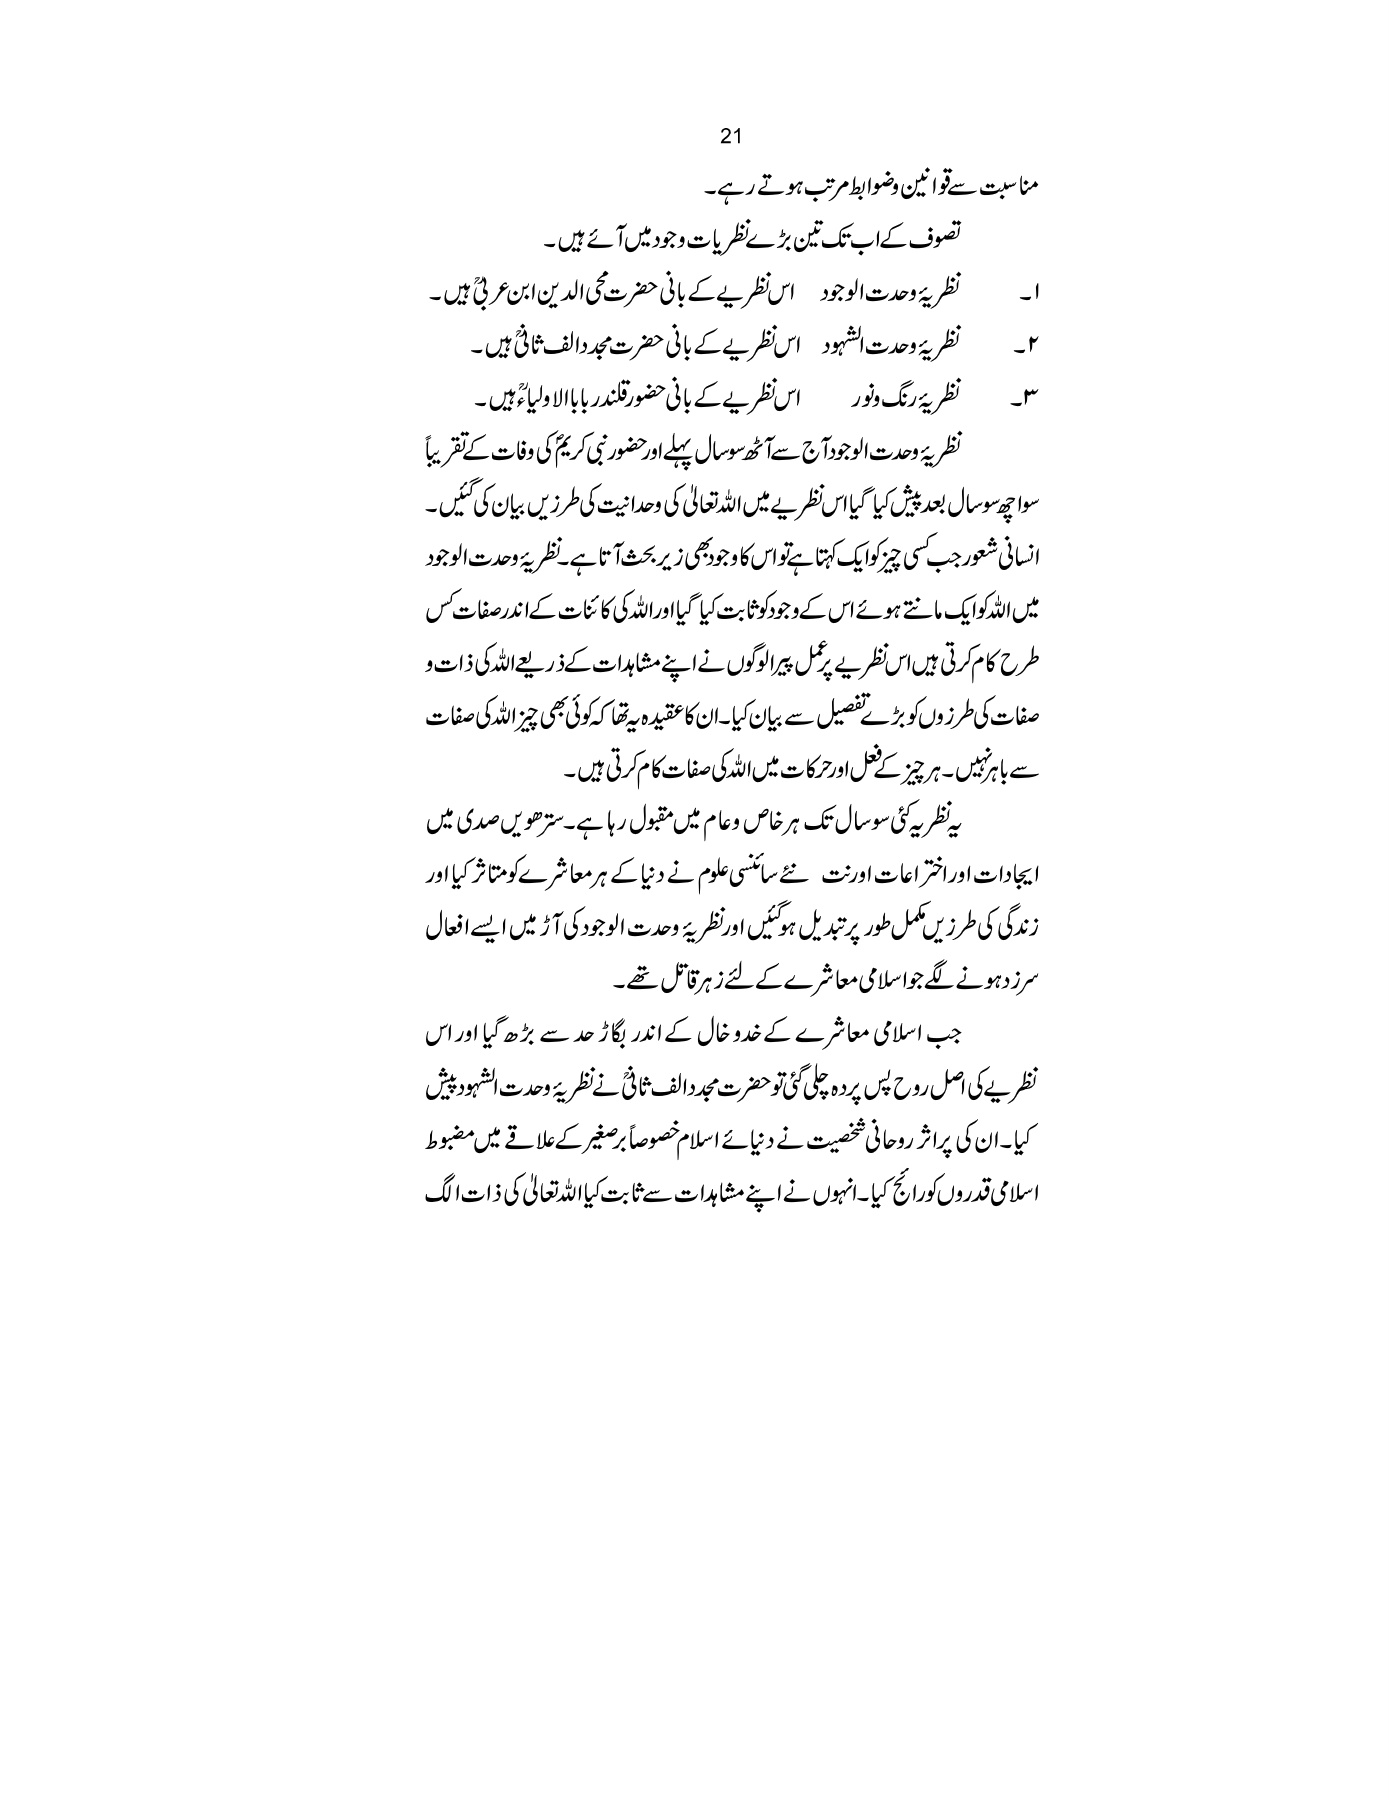 21
مناسبت سے قوانین وضوابط مرتب ہوتے رہے۔
تصوف کے اب تک تین بڑے نظریات وجود میں آئے ہیں۔
۱۔ نظریۂ وحدت الوجود اس نظریے کے بانی حضرت محی الدین ابن عربیؒ ہیں۔
۲۔ نظریۂ وحدت الشہود اس نظریے کے بانی حضرت مجدد الف ثانیؒ ہیں۔
۳۔ نظریۂ رنگ ونور اس نظریے کے بانی حضور قلندر بابا الاولیاءؒ ہیں۔
نظریۂ وحدت الوجود آج سے آٹھ سو سال پہلے اور حضور نبی کریمؐ کی وفات کے تقریباً
سوا چھ سو سال بعد پیش کیا گیا اس نظریے میں اللہ تعالیٰ کی وحدانیت کی طرزیں بیان کی گئیں۔
انسانی شعور جب کسی چیز کو ایک کہتا ہے تو اس کا وجود بھی زیر بحث آتا ہے۔ نظریۂ وحدت الوجود
میں اللہ کو ایک مانتے ہوئے اس کے وجود کو ثابت کیا گیا اور اللہ کی کائنات کے اندر صفات کس
طرح کام کرتی ہیں اس نظریے پر عمل پیرا لوگوں نے اپنے مشاہدات کے ذریعے اللہ کی ذات و
صفات کی طرزوں کو بڑے تفصیل سے بیان کیا۔ ان کا عقیدہ یہ تھا کہ کوئی بھی چیز اللہ کی صفات
سے باہر نہیں۔ ہر چیز کے فعل اور حرکات میں اللہ کی صفات کام کرتی ہیں۔
یہ نظریہ کئی سو سال تک ہر خاص و عام میں مقبول رہا ہے۔ سترھویں صدی میں
ایجادات اور اختراعات اور نت نئے سائنسی علوم نے دنیا کے ہر معاشرے کو متاثر کیا اور
زندگی کی طرزیں مکمل طور پر تبدیل ہو گئیں اور نظریۂ وحدت الوجود کی آڑ میں ایسے افعال
سرزد ہونے لگے جو اسلامی معاشرے کے لئے زہر قاتل تھے۔
جب اسلامی معاشرے کے خدو خال کے اندر بگاڑ حد سے بڑھ گیا اور اس
نظریے کی اصل روح پس پردہ چلی گئی تو حضرت مجدد الف ثانیؒ نے نظریۂ وحدت الشہود پیش
کیا۔ ان کی پراثر روحانی شخصیت نے دنیائے اسلام خصوصاً برصغیر کے علاقے میں مضبوط
اسلامی قدروں کو رائج کیا۔ انہوں نے اپنے مشاہدات سے ثابت کیا اللہ تعالیٰ کی ذات الگ